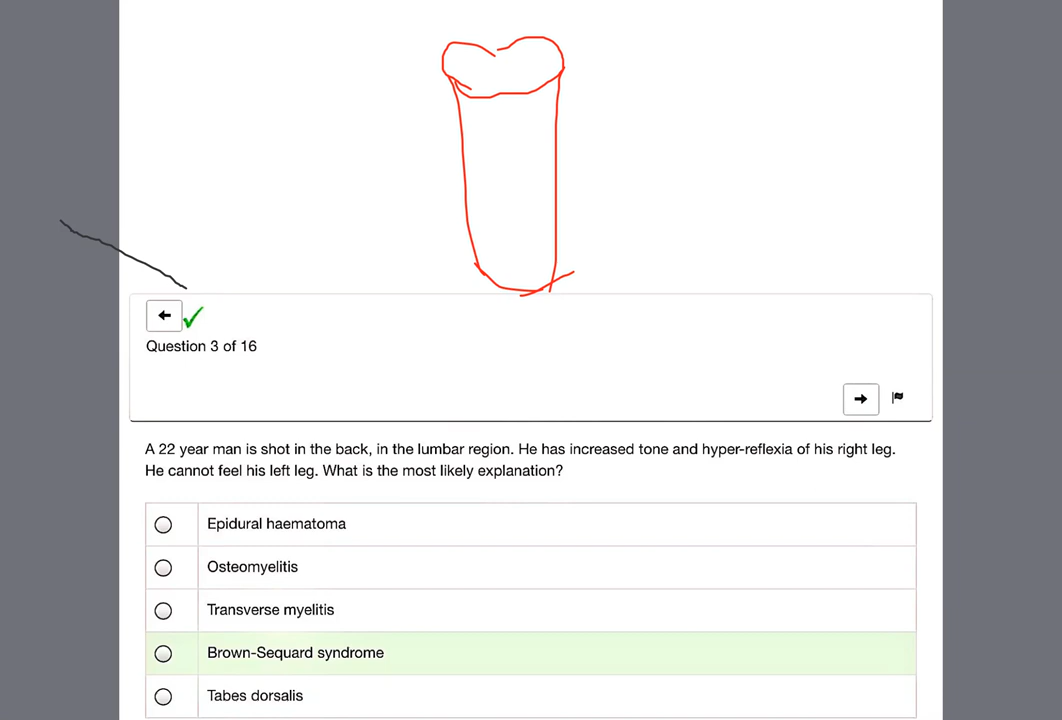 Question 3 of 16
A 22 year man is shot in the back, in the lumbar region. He has increased tone and hyper-reflexia of his right leg.
He cannot feel his left leg. What is the most likely explanation?
Epidural haematoma
Osteomyelitis
Transverse myelitis
Brown-Sequard syndrome
Tabes dorsalis